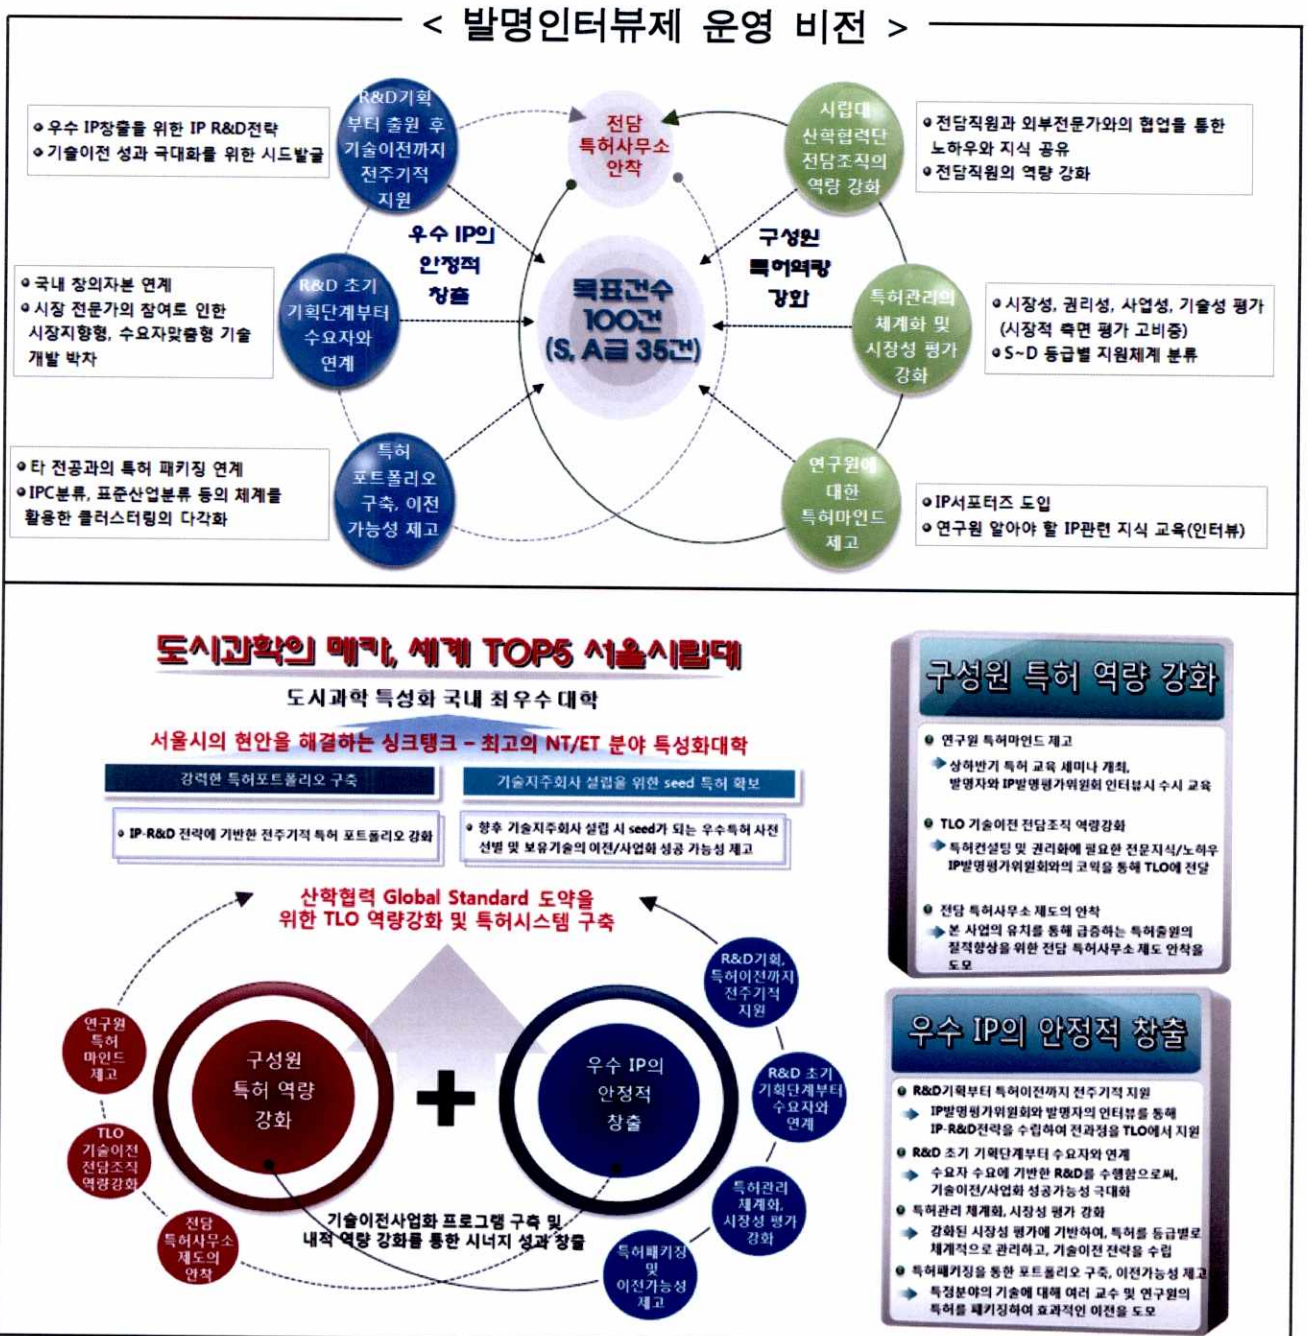 < 발명인터뷰제 운영 비전 >
R&D기획
부터 출원 후
기술이전까지
전주기적
지원
우수 IP창출을 위한 IP R&D전략
기술이전 성과 극대화를 위한 시드발굴
전담
특허사무소
안착
시립대
산학협력단
전담조직의
역량 강화
전담직원과 외부전문가와의 협업을 통한
노하우와 지식 공유
전담직원의 역량 강화
우수 IP의
안정적
창출
구성원
특허역량
강화
국내 창의자본 연계
시장 전문가의 참여로 인한
시장지향형, 수요자맞춤형 기술
개발 박차
R&D 초기
기획단계부터
수요자와
연계
목표건수
100건
(S, A급 35건)
특허관리의
체계화 및
시장성 평가
강화
시장성, 권리성, 사업성, 기술성 평가
(시장적 측면 평가 고비중)
S~D 등급별 지원체계 분류
타 전공과의 특허 패키징 연계
IPC분류, 표준산업분류 등의 체계를
활용한 클러스터링의 다각화
특허
포트폴리오
구축, 이전
가능성 제고
연구원에
대한
특허마인드
제고
IP서포터즈 도입
연구원 알아야 할 IP관련 지식 교육(인터뷰)
도시과학의 메카, 세계 TOP5 서울시립대
도시과학 특성화 국내 최우수 대학
서울시의 현안을 해결하는 싱크탱크 – 최고의 NT/ET 분야 특성화대학
강력한 특허포트폴리오 구축
기술지주회사 설립을 위한 seed 특허 확보
IP-R&D 전략에 기반한 전주기적 특허 포트폴리오 강화
향후 기술지주회사 설립 시 seed가 되는 우수특허 사전
선별 및 보유기술의 이전/사업화 성공 가능성 제고
산학협력 Global Standard 도약을
위한 TLO 역량강화 및 특허시스템 구축
연구원
특허
마인드
제고
TLO
기술이전
전담조직
역량강화
전담
특허사무소
제도의
안착
구성원
특허 역량
강화
+
우수 IP의
안정적
창출
R&D기획,
특허이전까지
전주기적
지원
R&D 초기
기획단계부터
수요자와
연계
특허관리
체계화,
시장성 평가
강화
특허패키징
및
이전가능성
제고
기술이전사업화 프로그램 구축 및
내적 역량 강화를 통한 시너지 성과 창출
구성원 특허 역량 강화
연구원 특허마인드 제고
상하반기 특허 교육 세미나 개최,
발명자와 IP발명평가위원회 인터뷰시 수시 교육
TLO 기술이전 전담조직 역량강화
특허컨설팅 및 권리화에 필요한 전문지식/노하우
IP발명평가위원회와의 코웍을 통해 TLO에 전달
전담 특허사무소 제도의 안착
본 사업의 유치를 통해 급증하는 특허출원의
질적향상을 위한 전담 특허사무소 제도 안착을
도모
우수 IP의 안정적 창출
R&D기획부터 특허이전까지 전주기적 지원
IP발명평가위원회와 발명자의 인터뷰를 통해
IP-R&D전략을 수립하여 전과정을 TLO에서 지원
R&D 초기 기획단계부터 수요자와 연계
수요자 수요에 기반한 R&D를 수행함으로써,
기술이전/사업화 성공가능성 극대화
특허관리 체계화, 시장성 평가 강화
강화된 시장성 평가에 기반하여, 특허를 등급별로
체계적으로 관리하고, 기술이전 전략을 수립
특허패키징을 통한 포트폴리오 구축, 이전가능성 제고
특정분야의 기술에 대해 여러 교수 및 연구원의
특허를 패키징하여 효과적인 이전을 도모